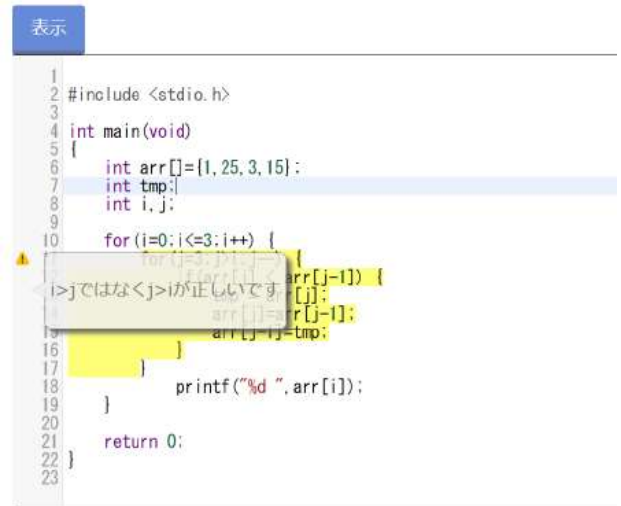 表示
1
2 #include <stdio.h>
3
4 int main(void)
5 {
6 int arr[]={1,25,3,15};
7 int tmp;
8 int i,j;
9
10 for(i=0;i<=3;i++) {
for(j=3;j>i;j--) {
arr[j-1]) {
i>jではなくj>iが正しいです
arr[j];
arr[j]=arr[j-1];
arr[j-1]=tmp;
16 }
17 }
18 printf("%d ",arr[i]);
19 }
20
21 return 0;
22 }
23